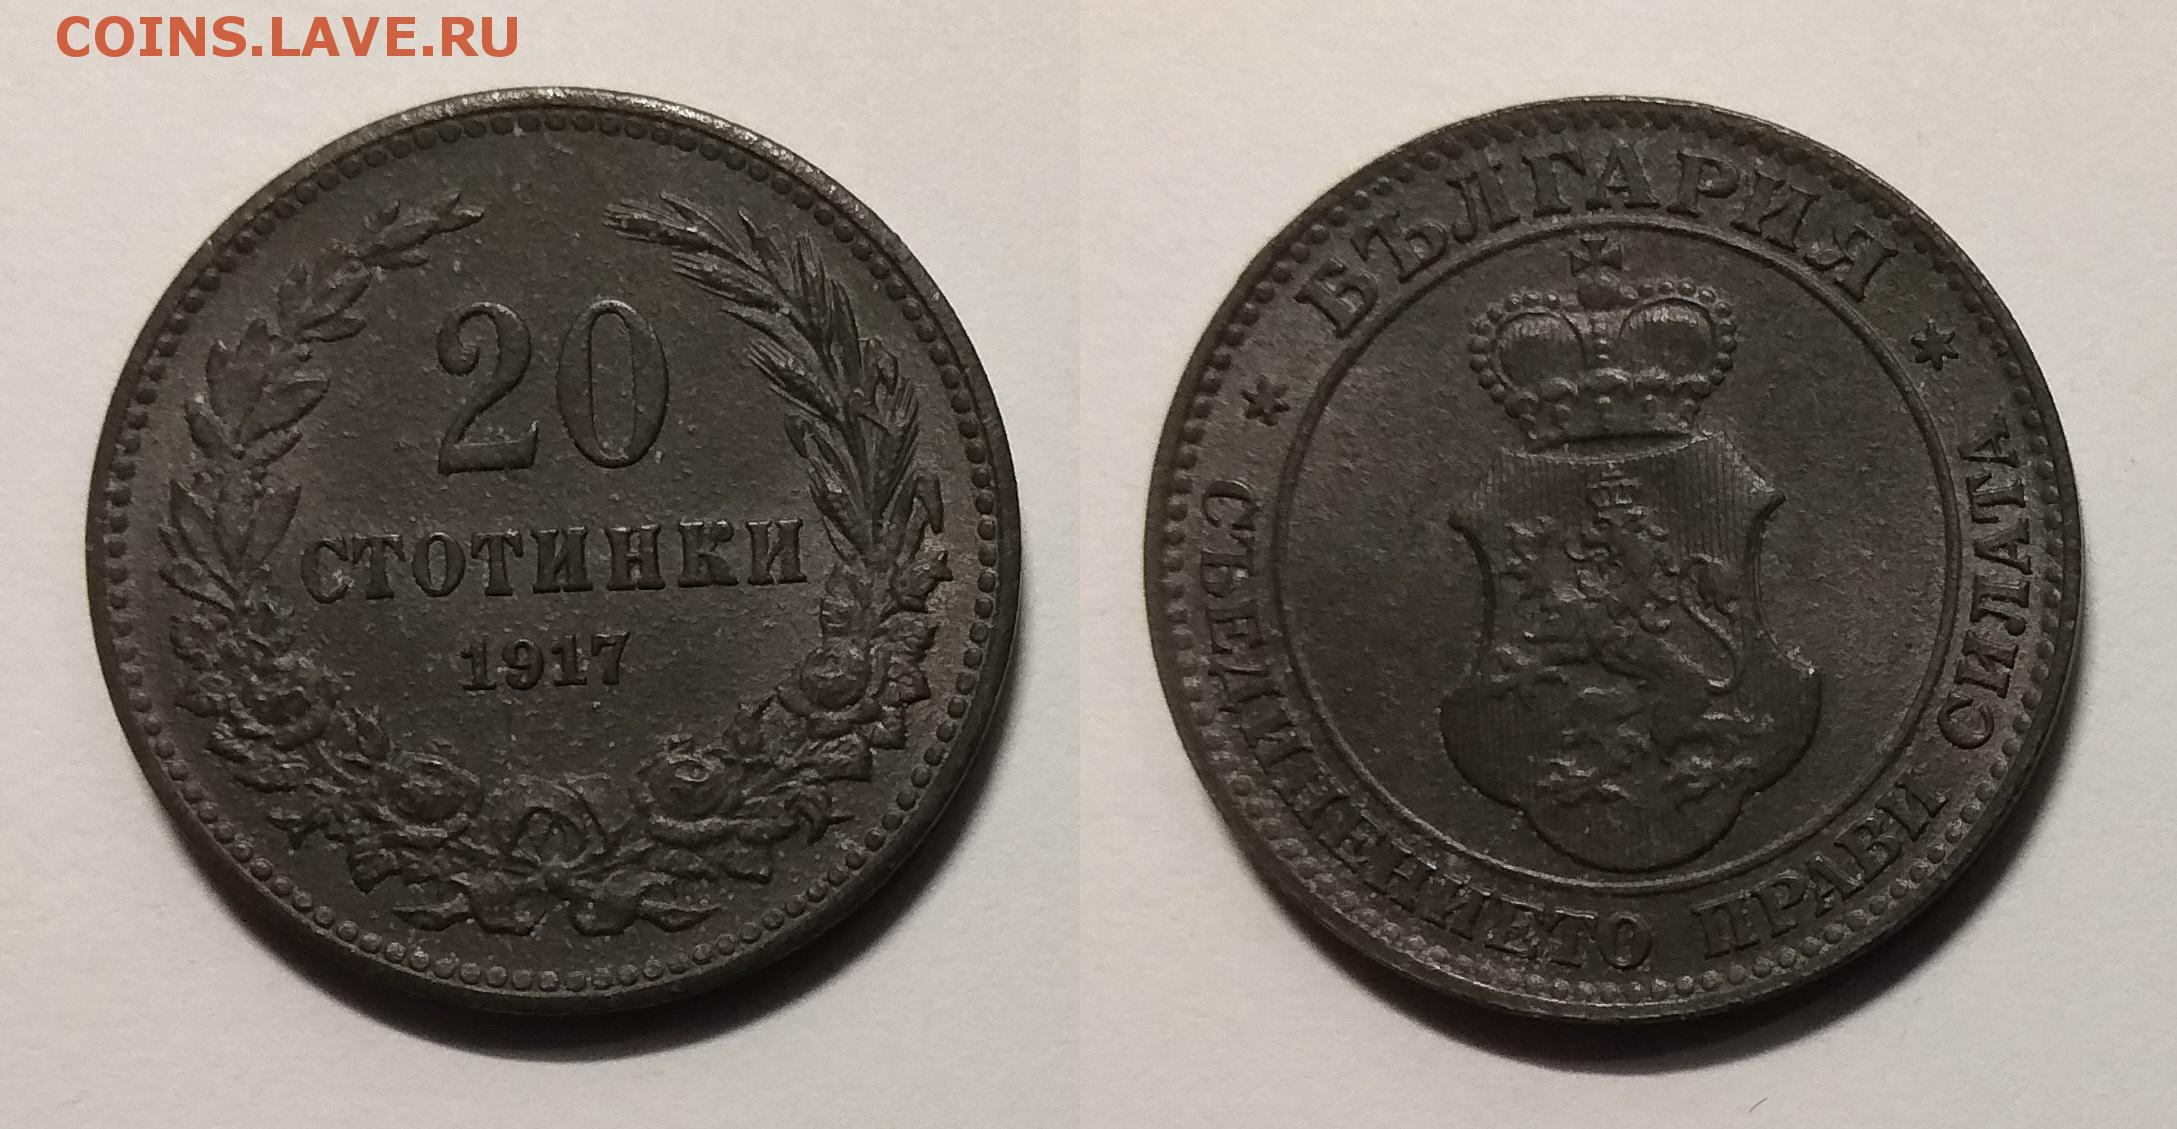 COINS.LAVE.RU
20
СТОТИНКИ
1917
* БЪЛГАРИЯ *
СЪЕДИНЕНИЕТО ПРАВИ СИЛАТА